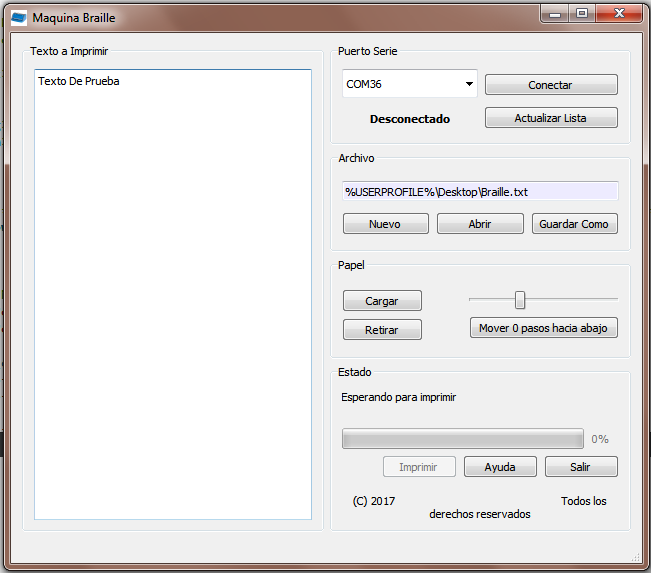 Maquina Braille
Texto a Imprimir
Texto De Prueba
Puerto Serie
COM36
Conectar
Desconectado
Actualizar Lista
Archivo
%USERPROFILE%\Desktop\Braille.txt
Nuevo
Abrir
Guardar Como
Papel
Cargar
Retirar
Mover 0 pasos hacia abajo
Estado
Esperando para imprimir
0%
Imprimir
Ayuda
Salir
(C) 2017 Todos los
derechos reservados